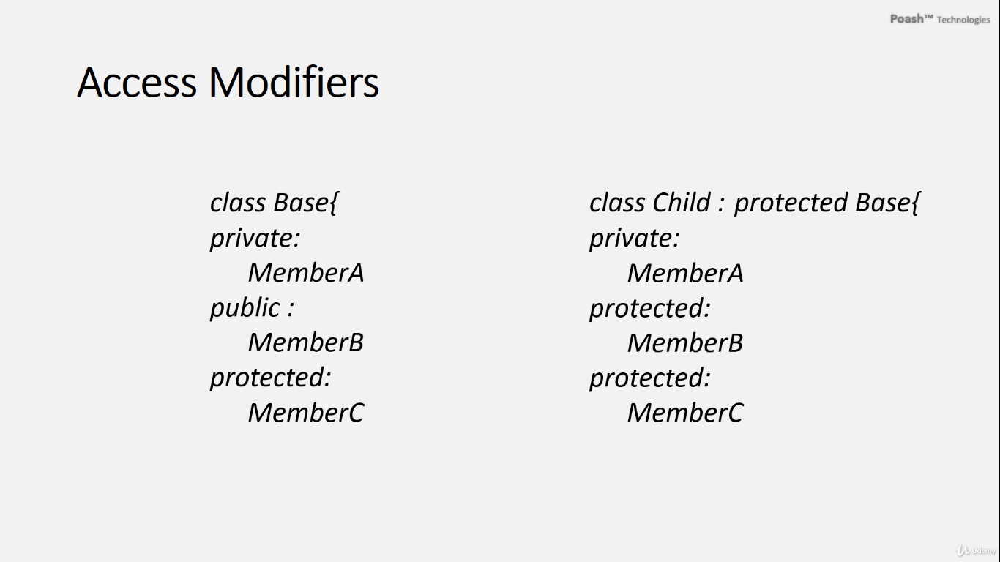 Poash™ Technologies
Access Modifiers
class Base{
private:
MemberA
public :
MemberB
protected:
MemberC
class Child : protected Base{
private:
MemberA
protected:
MemberB
protected:
MemberC
Udemy